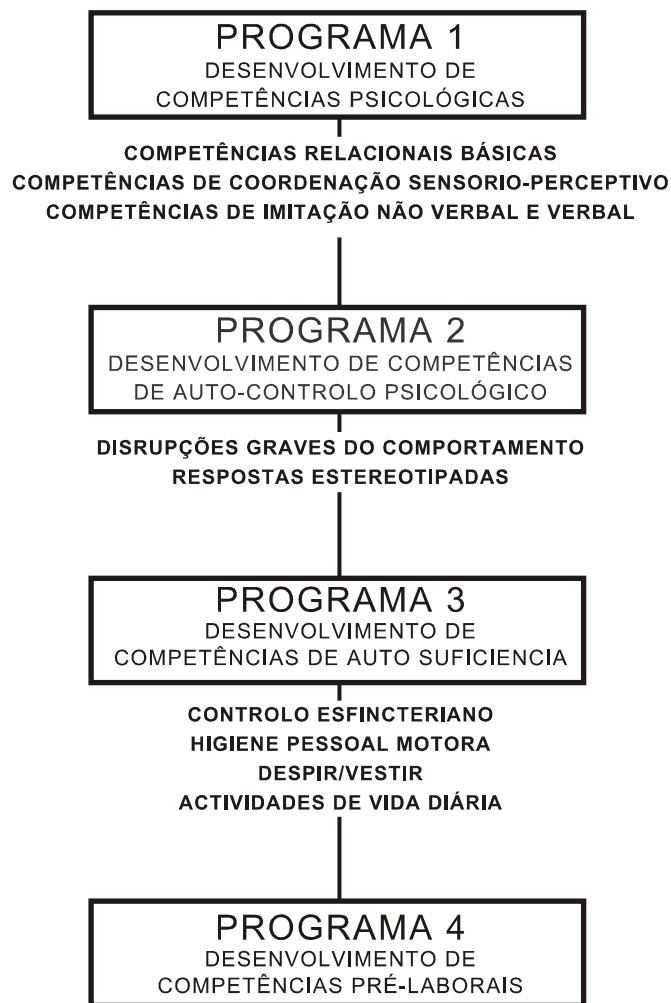 PROGRAMA 1
DESENVOLVIMENTO DE
COMPETÊNCIAS PSICOLÓGICAS
COMPETÊNCIAS RELACIONAIS BÁSICAS
COMPETÊNCIAS DE COORDENAÇÃO SENSORIO-PERCEPTIVO
COMPETÊNCIAS DE IMITAÇÃO NÃO VERBAL E VERBAL
PROGRAMA 2
DESENVOLVIMENTO DE COMPETÊNCIAS
DE AUTO-CONTROLO PSICOLÓGICO
DISRUPÇÕES GRAVES DO COMPORTAMENTO
RESPOSTAS ESTEREOTIPADAS
PROGRAMA 3
DESENVOLVIMENTO DE
COMPETÊNCIAS DE AUTO SUFICIENCIA
CONTROLO ESFINCTERIANO
HIGIENE PESSOAL MOTORA
DESPIR/VESTIR
ACTIVIDADES DE VIDA DIÁRIA
PROGRAMA 4
DESENVOLVIMENTO DE
COMPETÊNCIAS PRÉ-LABORAIS